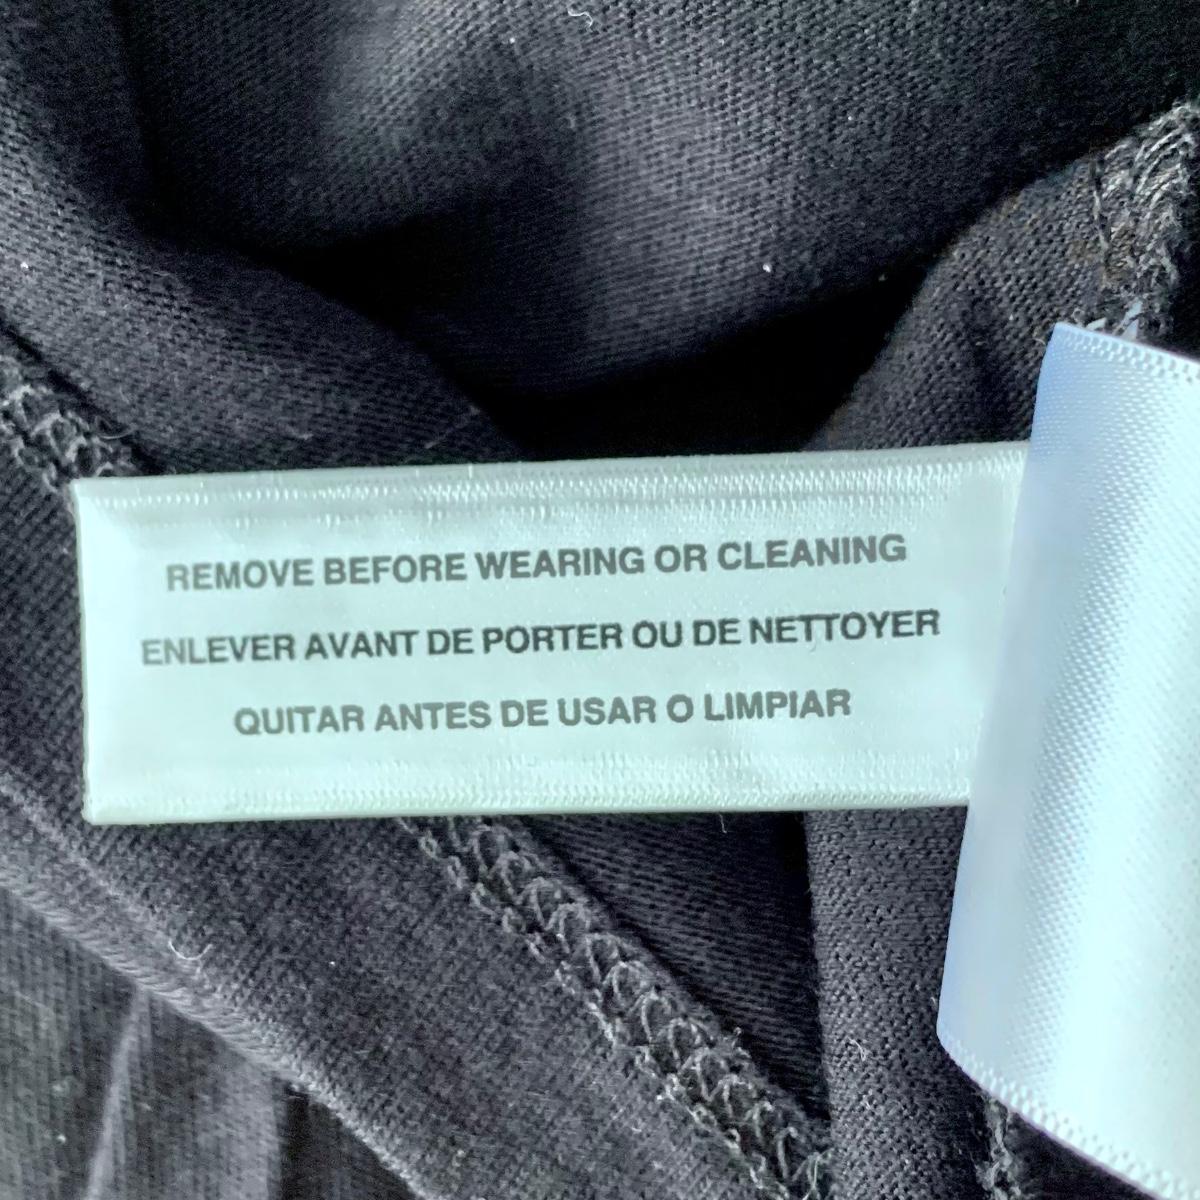 REMOVE BEFORE WEARING OR CLEANING
ENLEVER AVANT DE PORTER OU DE NETTOYER
QUITAR ANTES DE USAR O LIMPIAR